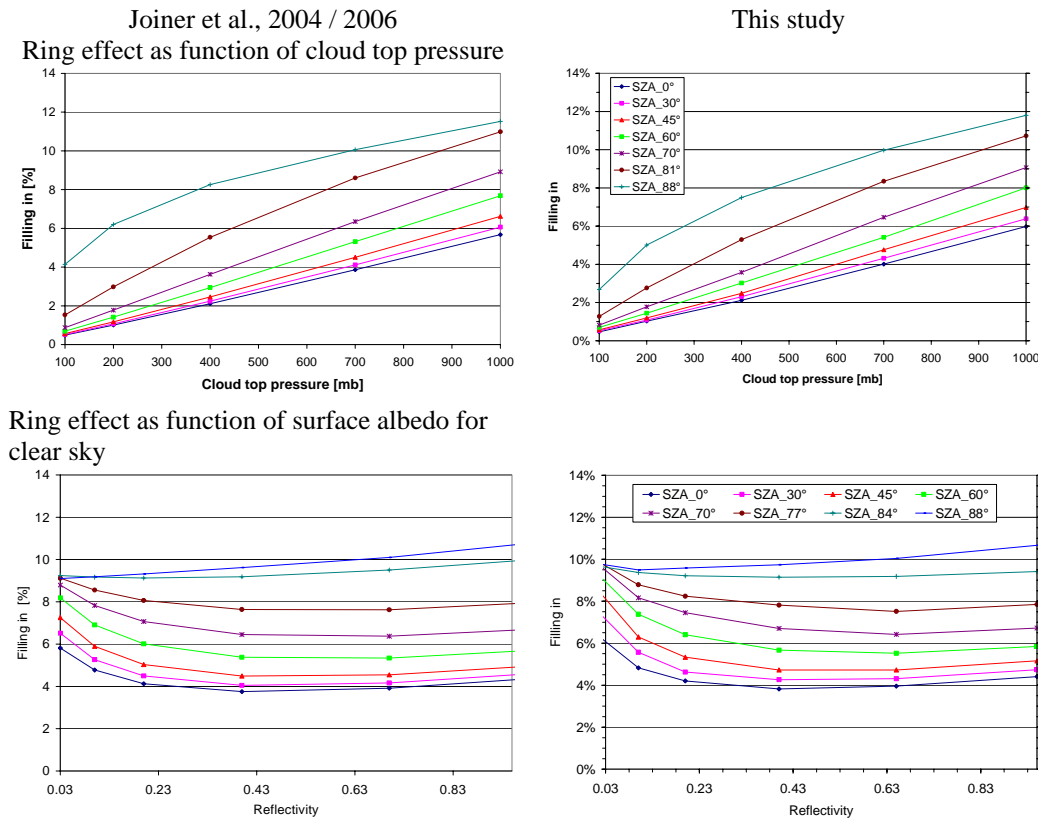 Joiner et al., 2004 / 2006
This study
Ring effect as function of cloud top pressure
14
12
10
8
6
4
2
0
Filling in [%]
100 200 300 400 500 600 700 800 900 1000
Cloud top pressure [mb]
14%
12%
10%
8%
6%
4%
2%
0%
Filling in
SZA_0°
SZA_30°
SZA_45°
SZA_60°
SZA_70°
SZA_81°
SZA_88°
100 200 300 400 500 600 700 800 900 1000
Cloud top pressure [mb]
Ring effect as function of surface albedo for
clear sky
14
12
10
8
6
4
2
0
Filling in [%]
0.03 0.23 0.43 0.63 0.83
Reflectivity
14%
12%
10%
8%
6%
4%
2%
0%
Filling in
SZA_0° SZA_30° SZA_45° SZA_60°
SZA_70° SZA_77° SZA_84° SZA_88°
0.03 0.23 0.43 0.63 0.83
Reflectivity